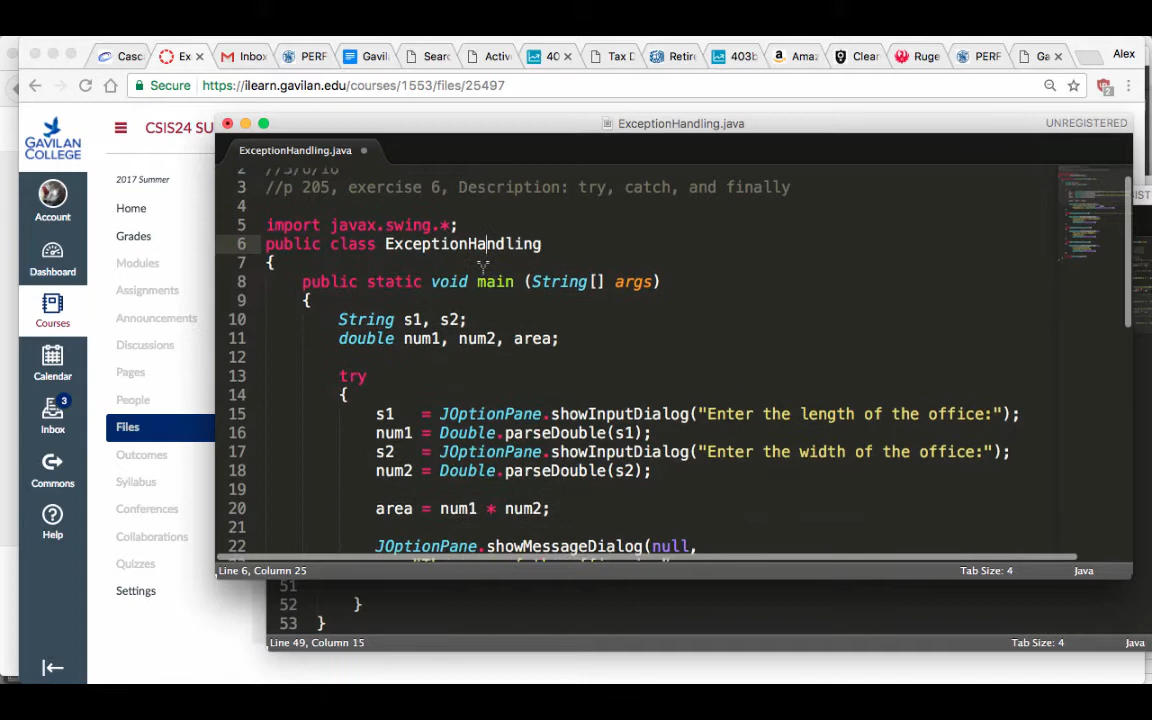 Casc
Ex
Inbox
PERF
Gavil
Sear
Activ
40
Tax D
Retire
403b
Amaz
Clear
Ruge
PERF
Ga
Alex
Secure https://ilearn.gavilan.edu/courses/1553/files/25497
2
GAVILAN
COLLEGE
Account
Dashboard
Courses
Calendar
3
Inbox
Commons
Help
CSIS24 SU
2017 Summer
Home
Grades
Modules
Assignments
Announcements
Discussions
Pages
People
Files
Outcomes
Syllabus
Conferences
Collaborations
Quizzes
Settings
ExceptionHandling.java
UNREGISTERED
ExceptionHandling.java
2
3 //p 205, exercise 6, Description: try, catch, and finally
4
5 import javax.swing.*;
6 public class ExceptionHandling
7 {
8 public static void main (String[] args)
9 {
10 String s1, s2;
11 double num1, num2, area;
12
13 try
14 {
15 s1 = JOptionPane.showInputDialog("Enter the length of the office:");
16 num1 = Double.parseDouble(s1);
17 s2 = JOptionPane.showInputDialog("Enter the width of the office:");
18 num2 = Double.parseDouble(s2);
19
20 area = num1 * num2;
21
22 JOptionPane.showMessageDialog(null,
Line 6, Column 25
Tab Size: 4
Java
51
52 }
53 }
Line 49, Column 15
Tab Size: 4
Java